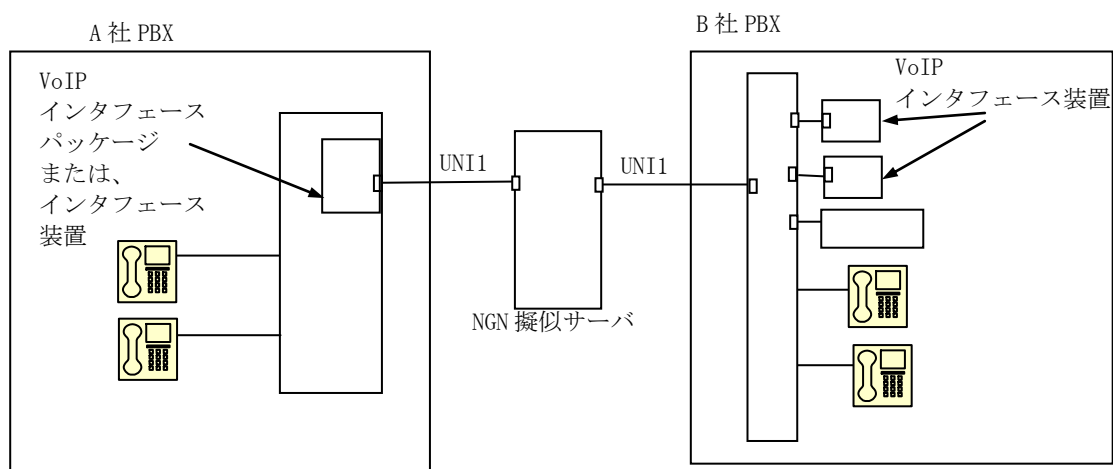 A社PBX
B社PBX
VoIP
インタフェース
パッケージ
または、
インタフェース
装置
UNI1
UNI1
NGN擬似サーバ
VoIP
インタフェース装置